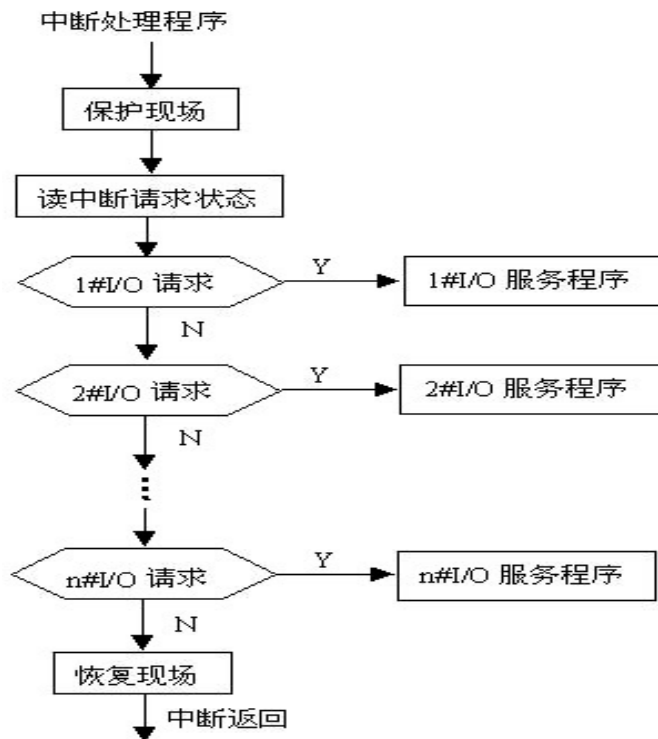 中断处理程序
保护现场
读中断请求状态
1#I/O 请求
Y
1#I/O 服务程序
N
2#I/O 请求
Y
2#I/O 服务程序
N
n#I/O 请求
Y
n#I/O 服务程序
N
恢复现场
中断返回